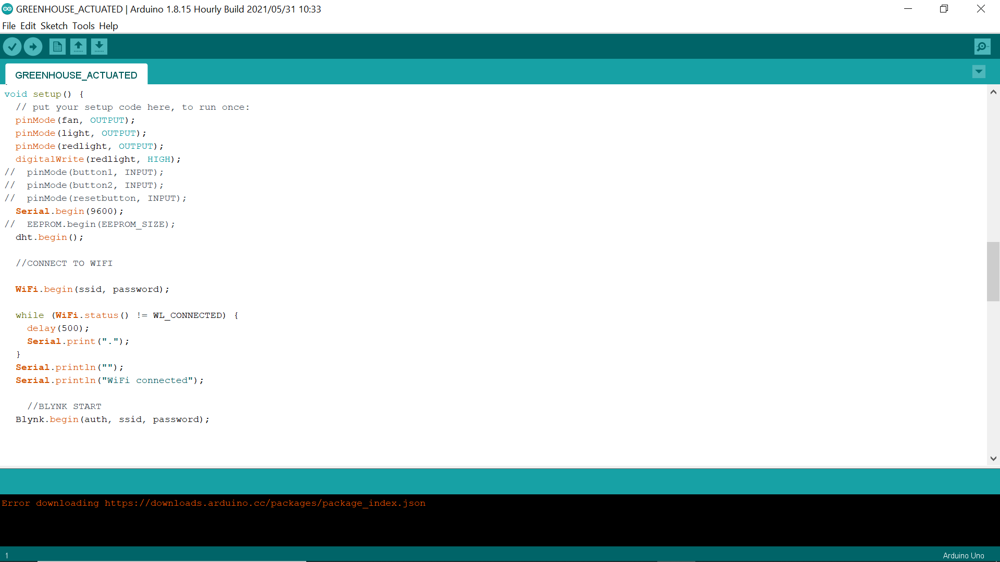 GREENHOUSE_ACTUATED | Arduino 1.8.15 Hourly Build 2021/05/31 10:33
File Edit Sketch Tools Help
GREENHOUSE_ACTUATED
void setup() {
  // put your setup code here, to run once:
  pinMode(fan, OUTPUT);
  pinMode(light, OUTPUT);
  pinMode(redlight, OUTPUT);
  digitalWrite(redlight, HIGH);
//  pinMode(button1, INPUT);
//  pinMode(button2, INPUT);
//  pinMode(resetbutton, INPUT);
  Serial.begin(9600);
//  EEPROM.begin(EEPROM_SIZE);
  dht.begin();
  //CONNECT TO WIFI
  WiFi.begin(ssid, password);
  while (WiFi.status() != WL_CONNECTED) {
    delay(500);
    Serial.print(".");
  }
  Serial.println("");
  Serial.println("WiFi connected");
    //BLYNK START
  Blynk.begin(auth, ssid, password);
Error downloading https://downloads.arduino.cc/packages/package_index.json
1
Arduino Uno